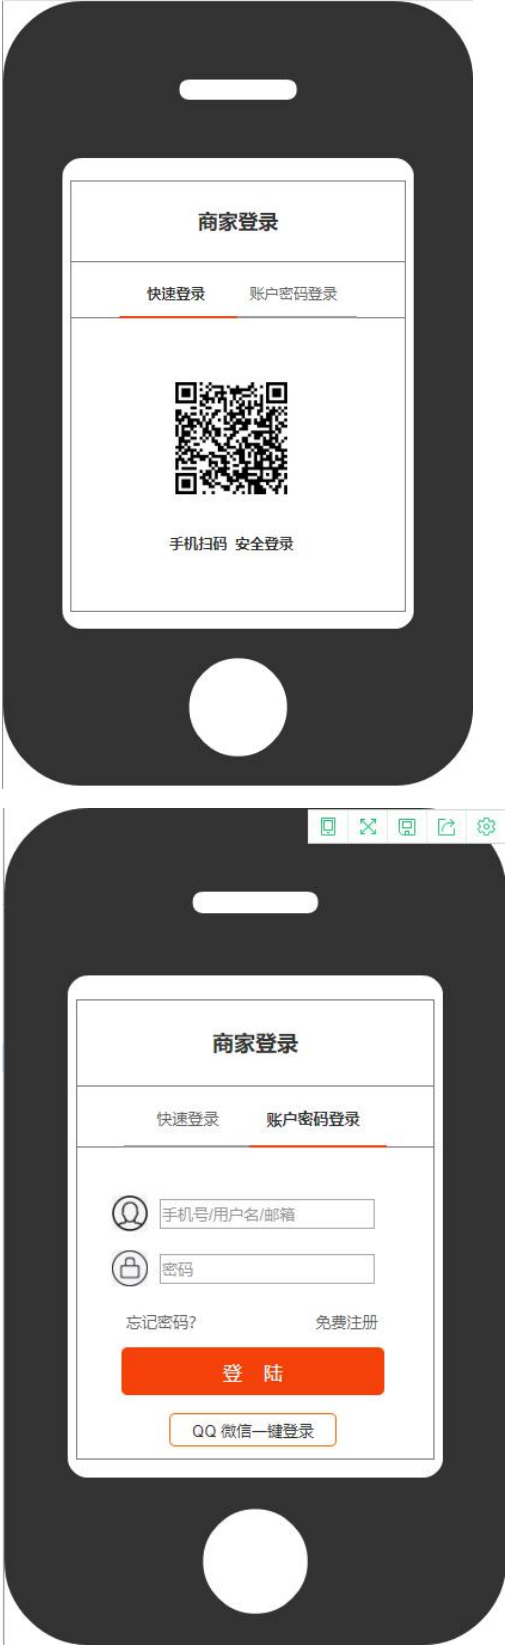 商家登录
快速登录 账户密码登录
手机扫码 安全登录
商家登录
快速登录 账户密码登录
手机号/用户名/邮箱
密码
忘记密码? 免费注册
登 陆
QQ 微信一键登录